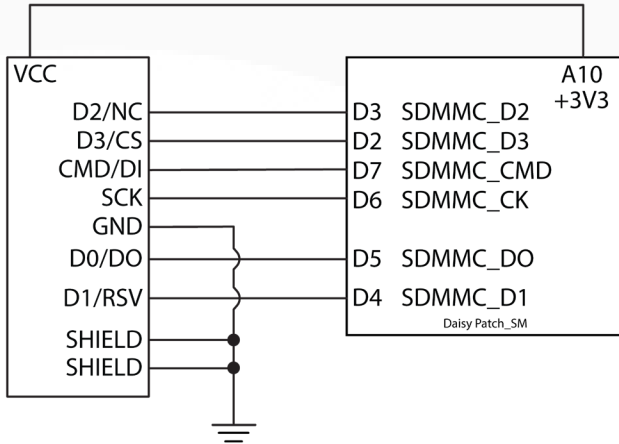 VCC
A10
+3V3
D2/NC D3 SDMMC_D2
D3/CS D2 SDMMC_D3
CMD/DI D7 SDMMC_CMD
SCK D6 SDMMC_CK
GND
D0/DO D5 SDMMC_DO
D1/RSV D4 SDMMC_D1
Daisy Patch_SM
SHIELD
SHIELD